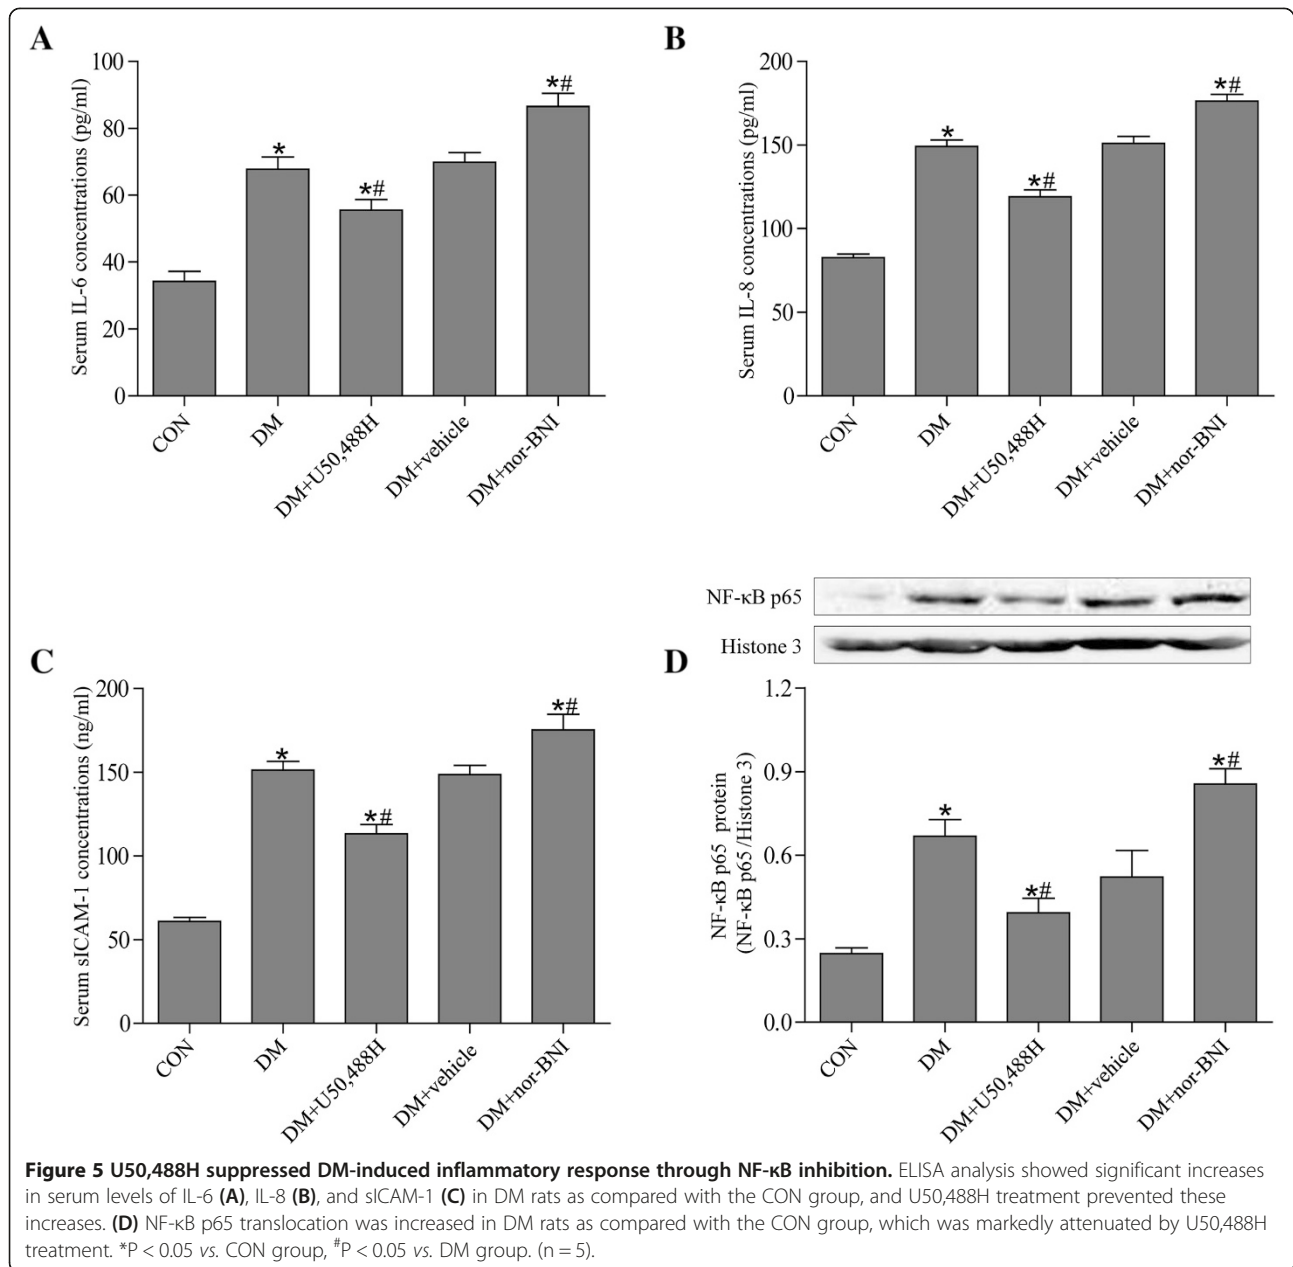 A
Serum IL-6 concentrations (pg/ml)
100
80
60
40
20
0
*
*#
*#
CON
DM
DM+U50,488H
DM+vehicle
DM+nor-BNI
B
Serum IL-8 concentrations (pg/ml)
200
150
100
50
0
*
*#
*#
CON
DM
DM+U50,488H
DM+vehicle
DM+nor-BNI
C
Serum sICAM-1 concentrations (ng/ml)
200
150
100
50
0
*
*#
*#
CON
DM
DM+U50,488H
DM+vehicle
DM+nor-BNI
NF-κB p65
Histone 3
D
NF-κB p65 protein
(NF-κB p65/Histone 3)
1.2
0.9
0.6
0.3
0.0
*
*#
*#
CON
DM
DM+U50,488H
DM+vehicle
DM+nor-BNI
Figure 5 U50,488H suppressed DM-induced inflammatory response through NF-κB inhibition. ELISA analysis showed significant increases
in serum levels of IL-6 (A), IL-8 (B), and sICAM-1 (C) in DM rats as compared with the CON group, and U50,488H treatment prevented these
increases. (D) NF-κB p65 translocation was increased in DM rats as compared with the CON group, which was markedly attenuated by U50,488H
treatment. *P < 0.05 vs. CON group, #P < 0.05 vs. DM group. (n = 5).